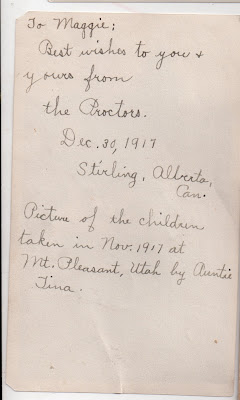 To Maggie;
Best wishes to you &
yours from
the Proctors.
Dec. 30, 1917
Stirling, Alberta,
Can.
Picture of the children
taken in Nov. 1917 at
Mt. Pleasant, Utah by Auntie
Tina.